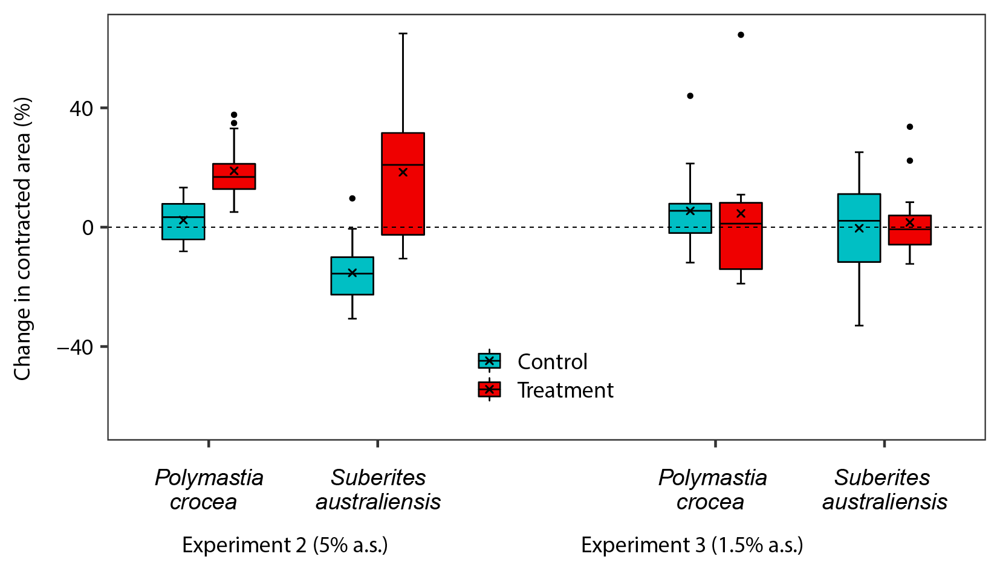 Change in contracted area (%)
40
0
−40
Control
Treatment
Polymastia
crocea
Suberites
australiensis
Polymastia
crocea
Suberites
australiensis
Experiment 2 (5% a.s.)
Experiment 3 (1.5% a.s.)